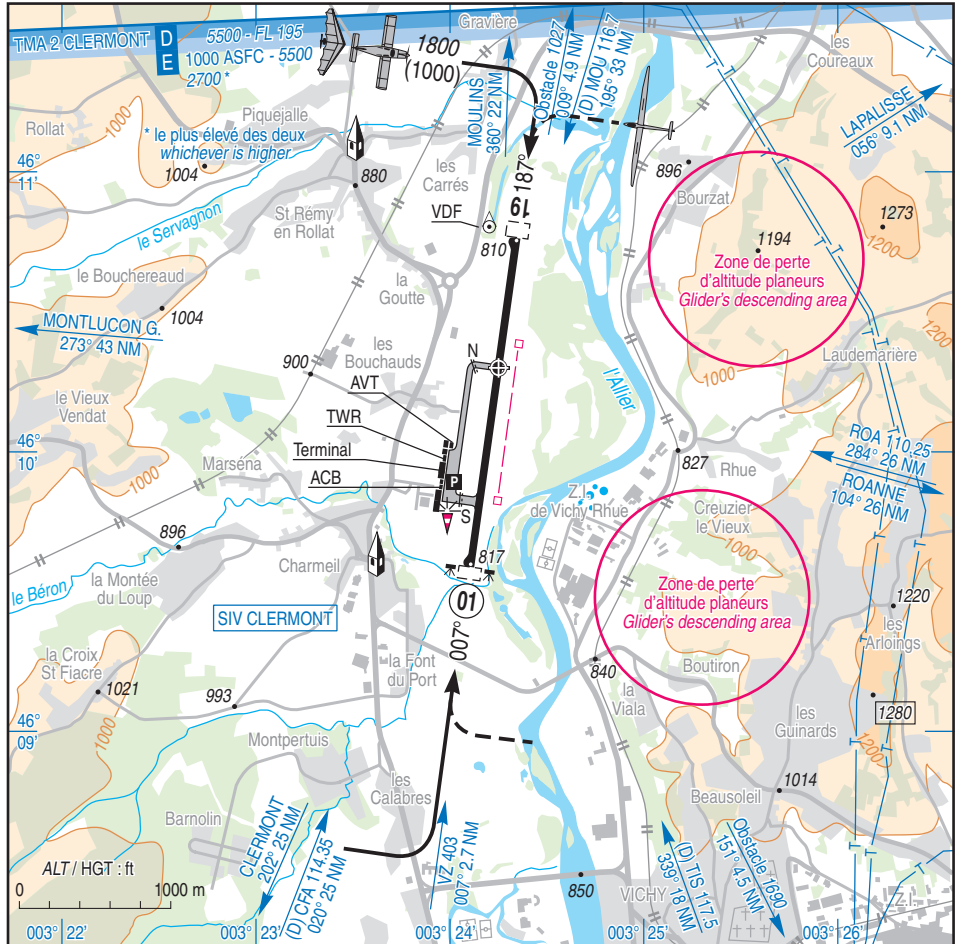 TMA 2 CLERMONT
D
E
5500 - FL 195
1000 ASFC - 5500
2700 *
* le plus élevé des deux
whichever is higher
1800
(1000)
Gravière
MOULINS
360° 22 NM
Obstacle 1027
009° 4.9 NM
(D) MOU 116.7
195° 33 NM
les
Coureaux
LAPALISSE
056° 9.1 NM
Rollat
1000
Piquejalle
1004
46°
11'
880
St Rémy
en Rollat
le Servagnon
les
Carrés
VDF
810
19
187°
896
Bourzat
1273
1200
1194
Zone de perte
d'altitude planeurs
Glider's descending area
1000
le Bouchereaud
1004
la
Goutte
MONTLUCON G.
273° 43 NM
900
les
Bouchauds
N
AVT
TWR
Terminal
ACB
P
S
l'Allier
1200
Laudemarière
1000
le Vieux
Vendat
46°
10'
1000
Marsena
827
Rhue
ROA 110.25
284° 26 NM
ROANNE
104° 26 NM
Z.I.
de Vichy Rhue
Creuzier
le Vieux
1000
896
le Béron
la Montée
du Loup
Charmeil
817
01
007°
SIV CLERMONT
Zone de perte
d'altitude planeurs
Glider's descending area
1220
les
Arloings
la Croix
St Fiacre
1021
993
la Font
du Port
840
la
Viala
Boutiron
les
Guinards
1280
1200
46°
09'
1000
Montpertuis
les
Calabres
Barnolin
1014
Beausoleil
CLERMONT
202° 25 NM
(D) CFA 114.35
020° 25 NM
VZ 403
007° 2.7 NM
850
VICHY
(D) TIS 117.5
339° 18 NM
Obstacle 1690
151° 4.5 NM
Z.I.
ALT / HGT : ft
0
1000 m
003° 22'
003° 23'
003° 24'
003° 25'
003° 26'